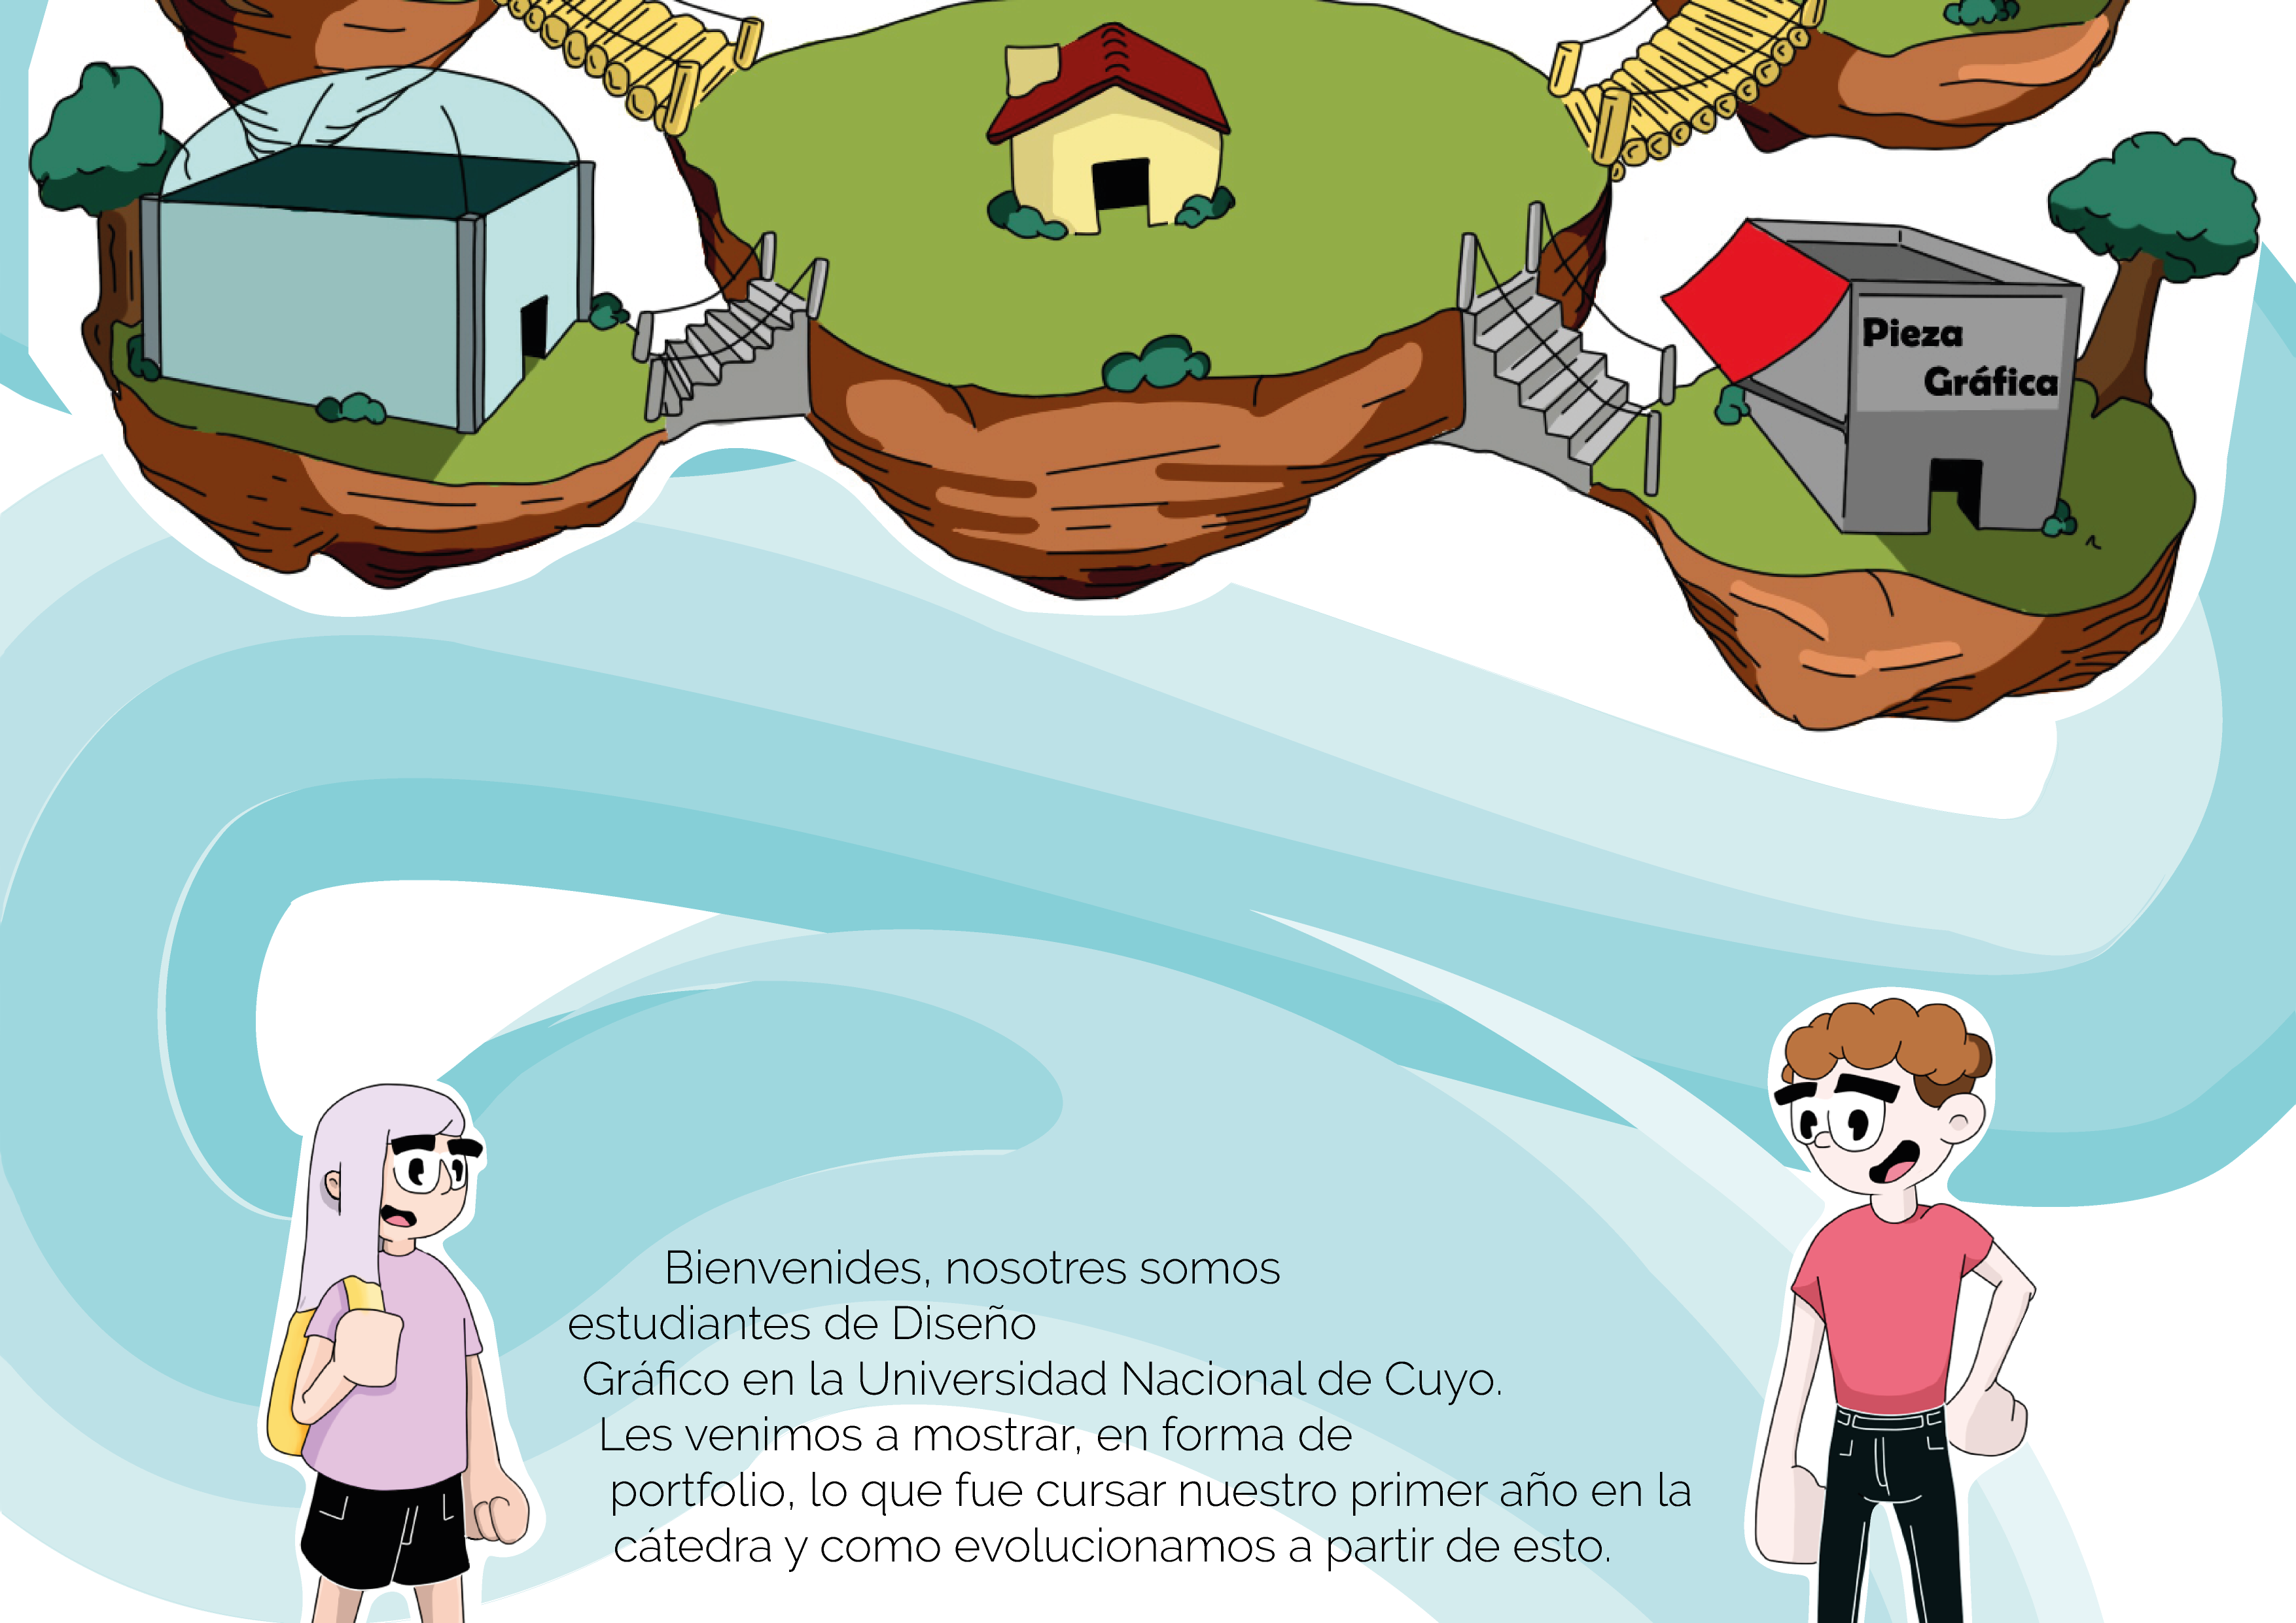 Pieza
Gráfica
Bienvenides, nosotres somos
estudiantes de Diseño
Gráfico en la Universidad Nacional de Cuyo.
Les venimos a mostrar, en forma de
portfolio, lo que fue cursar nuestro primer año en la
cátedra y como evolucionamos a partir de esto.